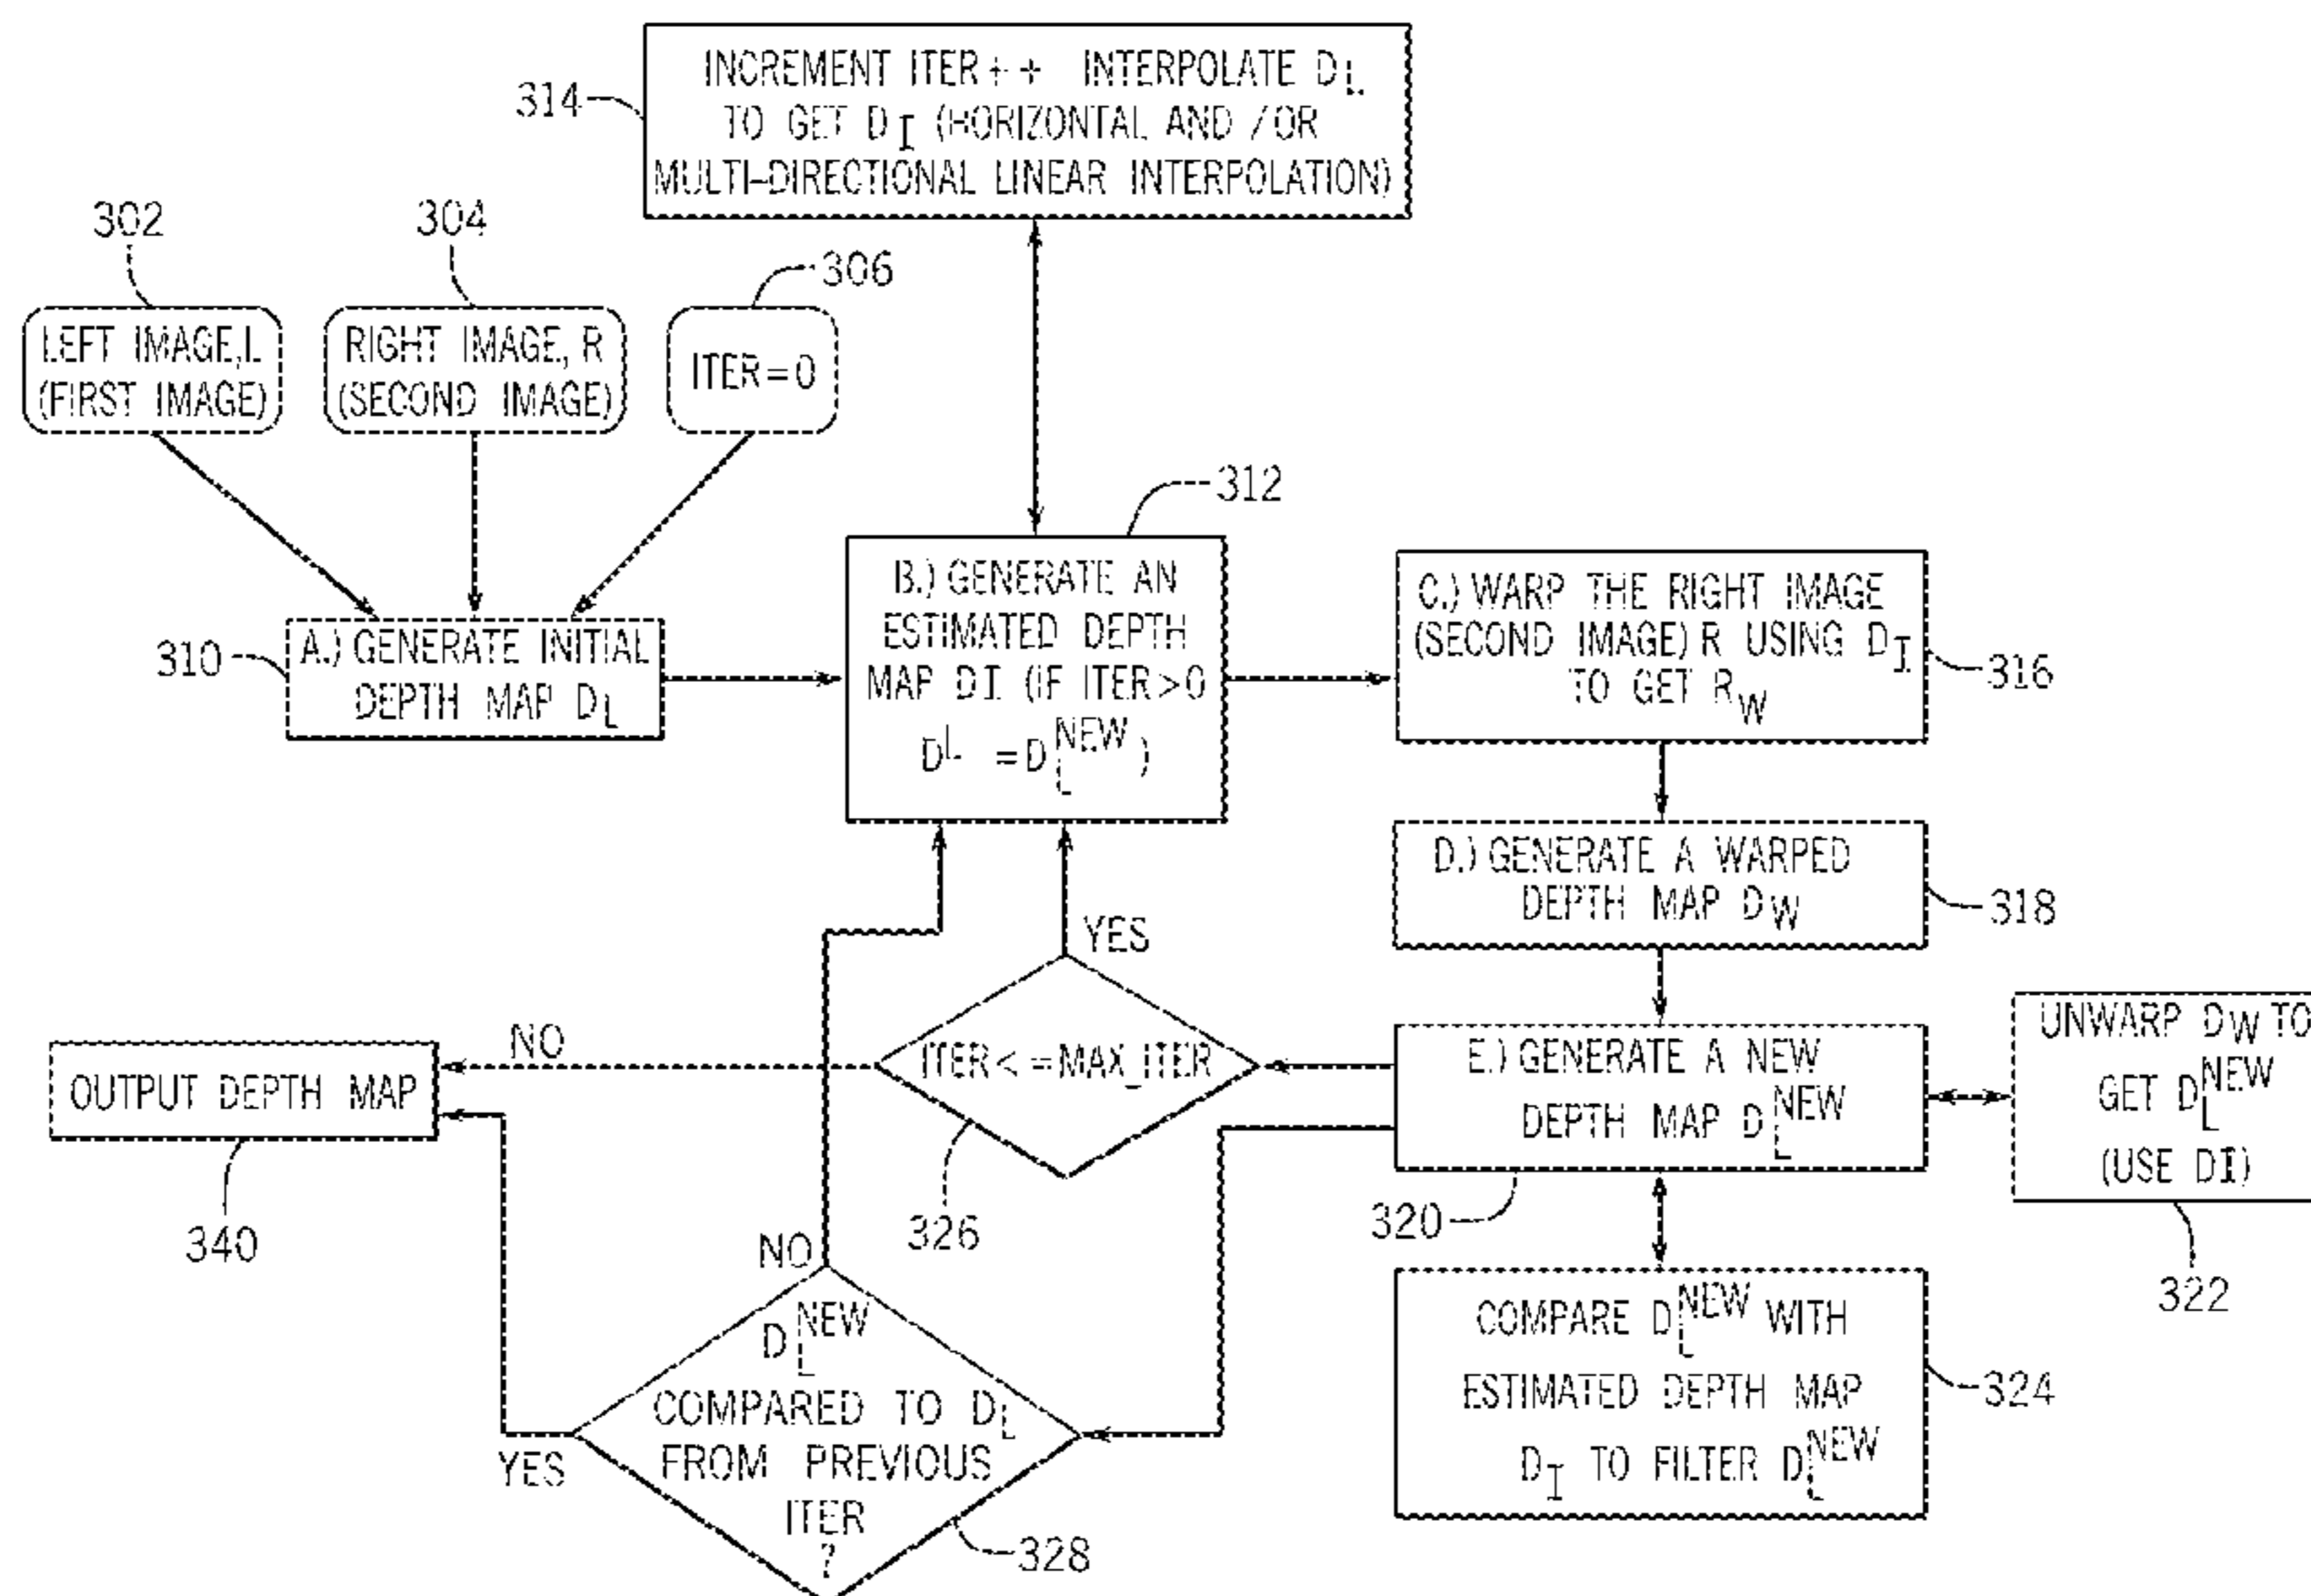 INCREMENT ITER++ INTERPOLATE DL
TO GET DI (HORIZONTAL AND /OR
MULTI-DIRECTIONAL LINEAR INTERPOLATION)
314
302
304
306
LEFT IMAGE, L
(FIRST IMAGE)
RIGHT IMAGE, R
(SECOND IMAGE)
ITER=0
312
A.) GENERATE INITIAL
DEPTH MAP DL
310
B.) GENERATE AN
ESTIMATED DEPTH
MAP DI (IF ITER>0
DL = DLNEW )
C.) WARP THE RIGHT IMAGE
(SECOND IMAGE) R USING DI
TO GET RW
316
D.) GENERATE A WARPED
DEPTH MAP DW
318
YES
NO
ITER<=MAX_ITER
326
E.) GENERATE A NEW
DEPTH MAP DLNEW
320
UNWARP DW TO
GET DLNEW
(USE DI)
322
OUTPUT DEPTH MAP
340
NO
DLNEW
COMPARED TO DL
FROM PREVIOUS
ITER
?
YES
328
COMPARE DLNEW WITH
ESTIMATED DEPTH MAP
DI TO FILTER DLNEW
324